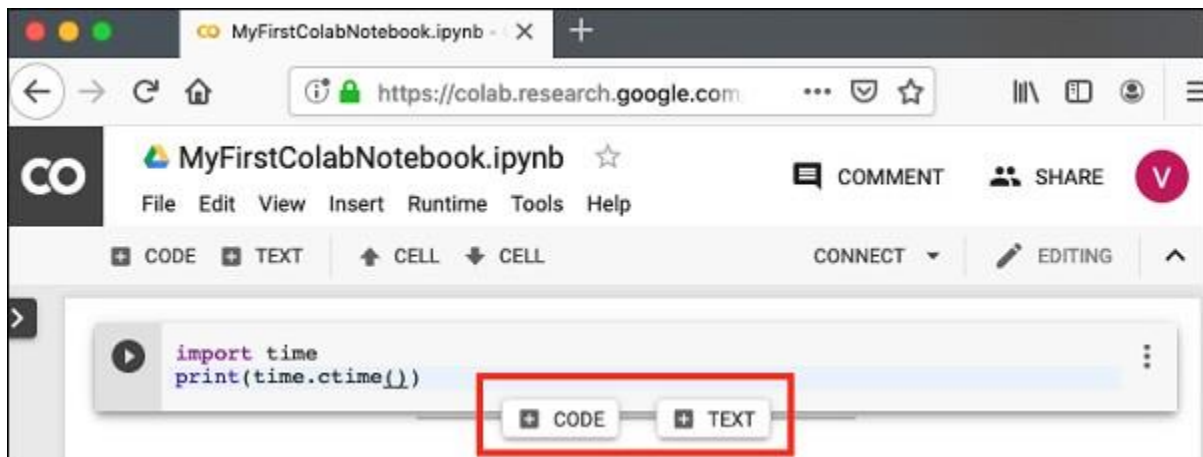 CO MyFirstColabNotebook.ipynb -
https://colab.research.google.com
CO
MyFirstColabNotebook.ipynb
COMMENT SHARE V
File Edit View Insert Runtime Tools Help
CODE TEXT CELL CELL CONNECT EDITING
import time
print(time.ctime())
CODE TEXT